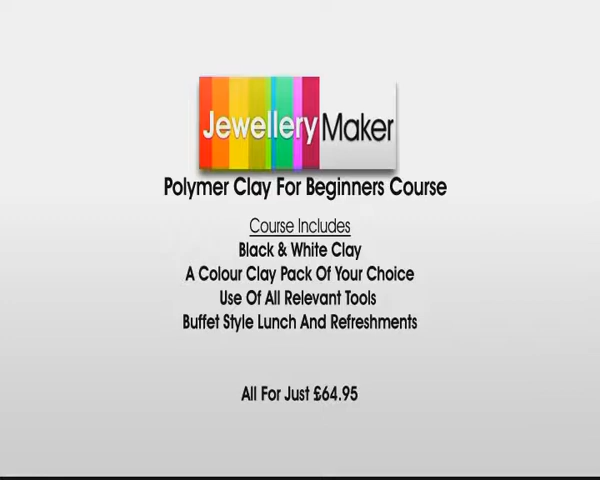 JewelleryMaker
Polymer Clay For Beginners Course
Course Includes
Black & White Clay
A Colour Clay Pack Of Your Choice
Use Of All Relevant Tools
Buffet Style Lunch And Refreshments
All For Just £64.95